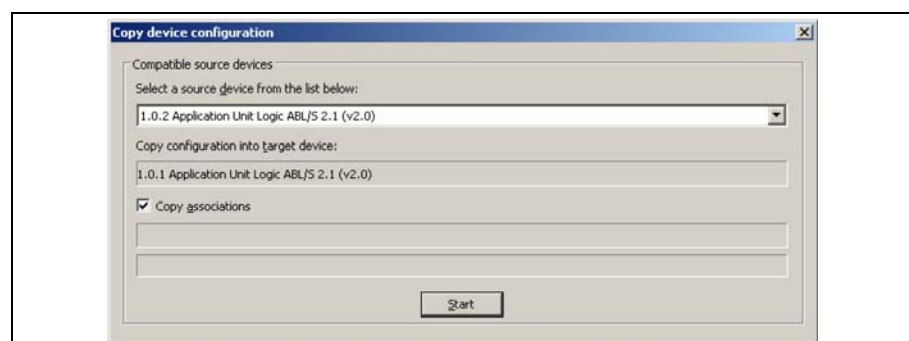 Copy device configuration
Compatible source devices
Select a source device from the list below:
1.0.2 Application Unit Logic ABL/S 2.1 (v2.0)
Copy configuration into target device:
1.0.1 Application Unit Logic ABL/S 2.1 (v2.0)
Copy associations
Start